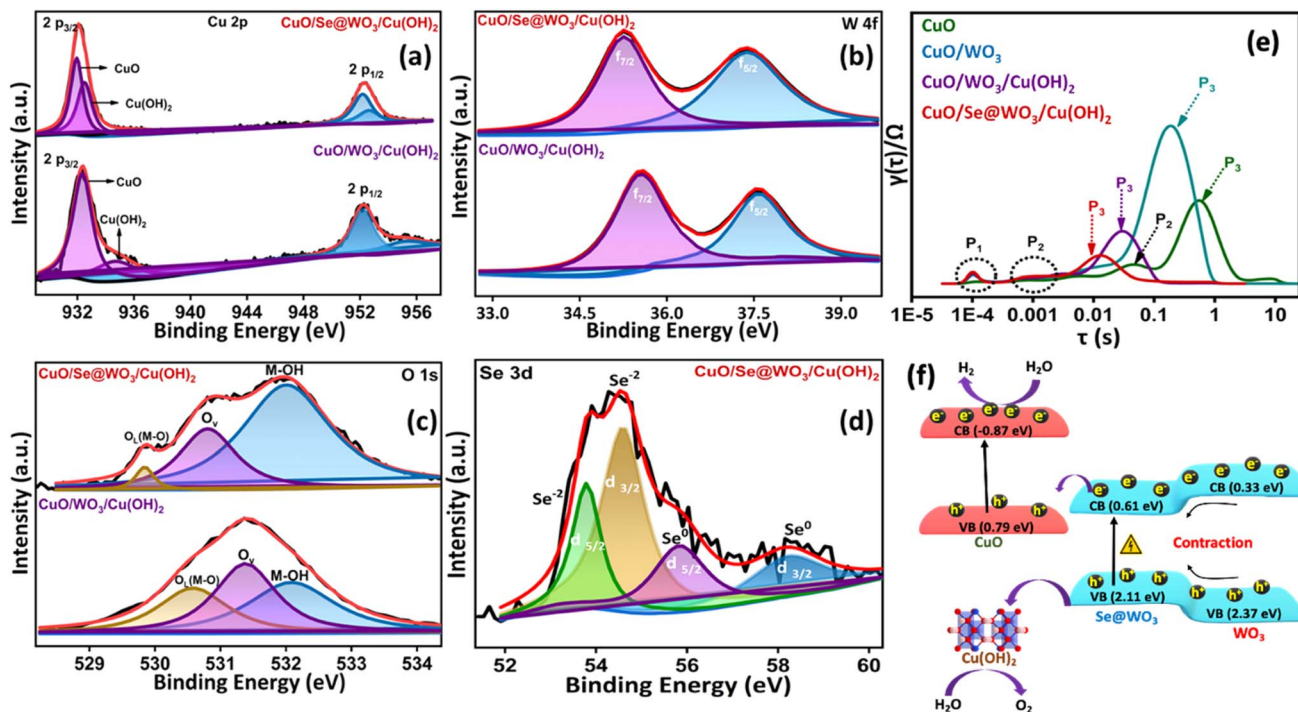 Cu 2p
CuO/Se@WO₃/Cu(OH)₂
(a)
2 p₃/₂
CuO
Cu(OH)₂
2 p₁/₂
CuO/WO₃/Cu(OH)₂
2 p₃/₂
CuO
Cu(OH)₂
2 p₁/₂
Intensity (a.u.)
932 936 940 944 948 952 956
Binding Energy (eV)
CuO/Se@WO₃/Cu(OH)₂
W 4f
(b)
f₇/₂
f₅/₂
CuO/WO₃/Cu(OH)₂
f₇/₂
f₅/₂
Intensity (a.u.)
33.0 34.5 36.0 37.5 39.0
Binding Energy (eV)
CuO
CuO/WO₃
CuO/WO₃/Cu(OH)₂
CuO/Se@WO₃/Cu(OH)₂
(e)
P₃
P₃
P₃
P₃
P₂
P₁
P₂
γ(τ)/Ω
1E-5 1E-4 0.001 0.01 0.1 1 10
τ (s)
CuO/Se@WO₃/Cu(OH)₂
O 1s
(c)
M-OH
Oᵥ
O_L(M-O)
CuO/WO₃/Cu(OH)₂
O_L(M-O)
Oᵥ
M-OH
Intensity (a.u.)
529 530 531 532 533 534
Binding Energy (eV)
Se 3d
CuO/Se@WO₃/Cu(OH)₂
(d)
Se⁻²
Se⁻²
d ₃/₂
d ₅/₂
Se⁰
d ₅/₂
Se⁰
d ₃/₂
Intensity (a.u.)
52 54 56 58 60
Binding Energy (eV)
(f)
H₂
H₂O
e⁻ e⁻ e⁻ e⁻ e⁻
CB (-0.87 eV)
h⁺ h⁺ h⁺
VB (0.79 eV)
CuO
e⁻ e⁻ e⁻
CB (0.61 eV)
e⁻ e⁻ e⁻ e⁻
CB (0.33 eV)
Contraction
h⁺ h⁺ h⁺
VB (2.11 eV)
Se@WO₃
h⁺ h⁺ h⁺
VB (2.37 eV)
WO₃
Cu(OH)₂
H₂O
O₂